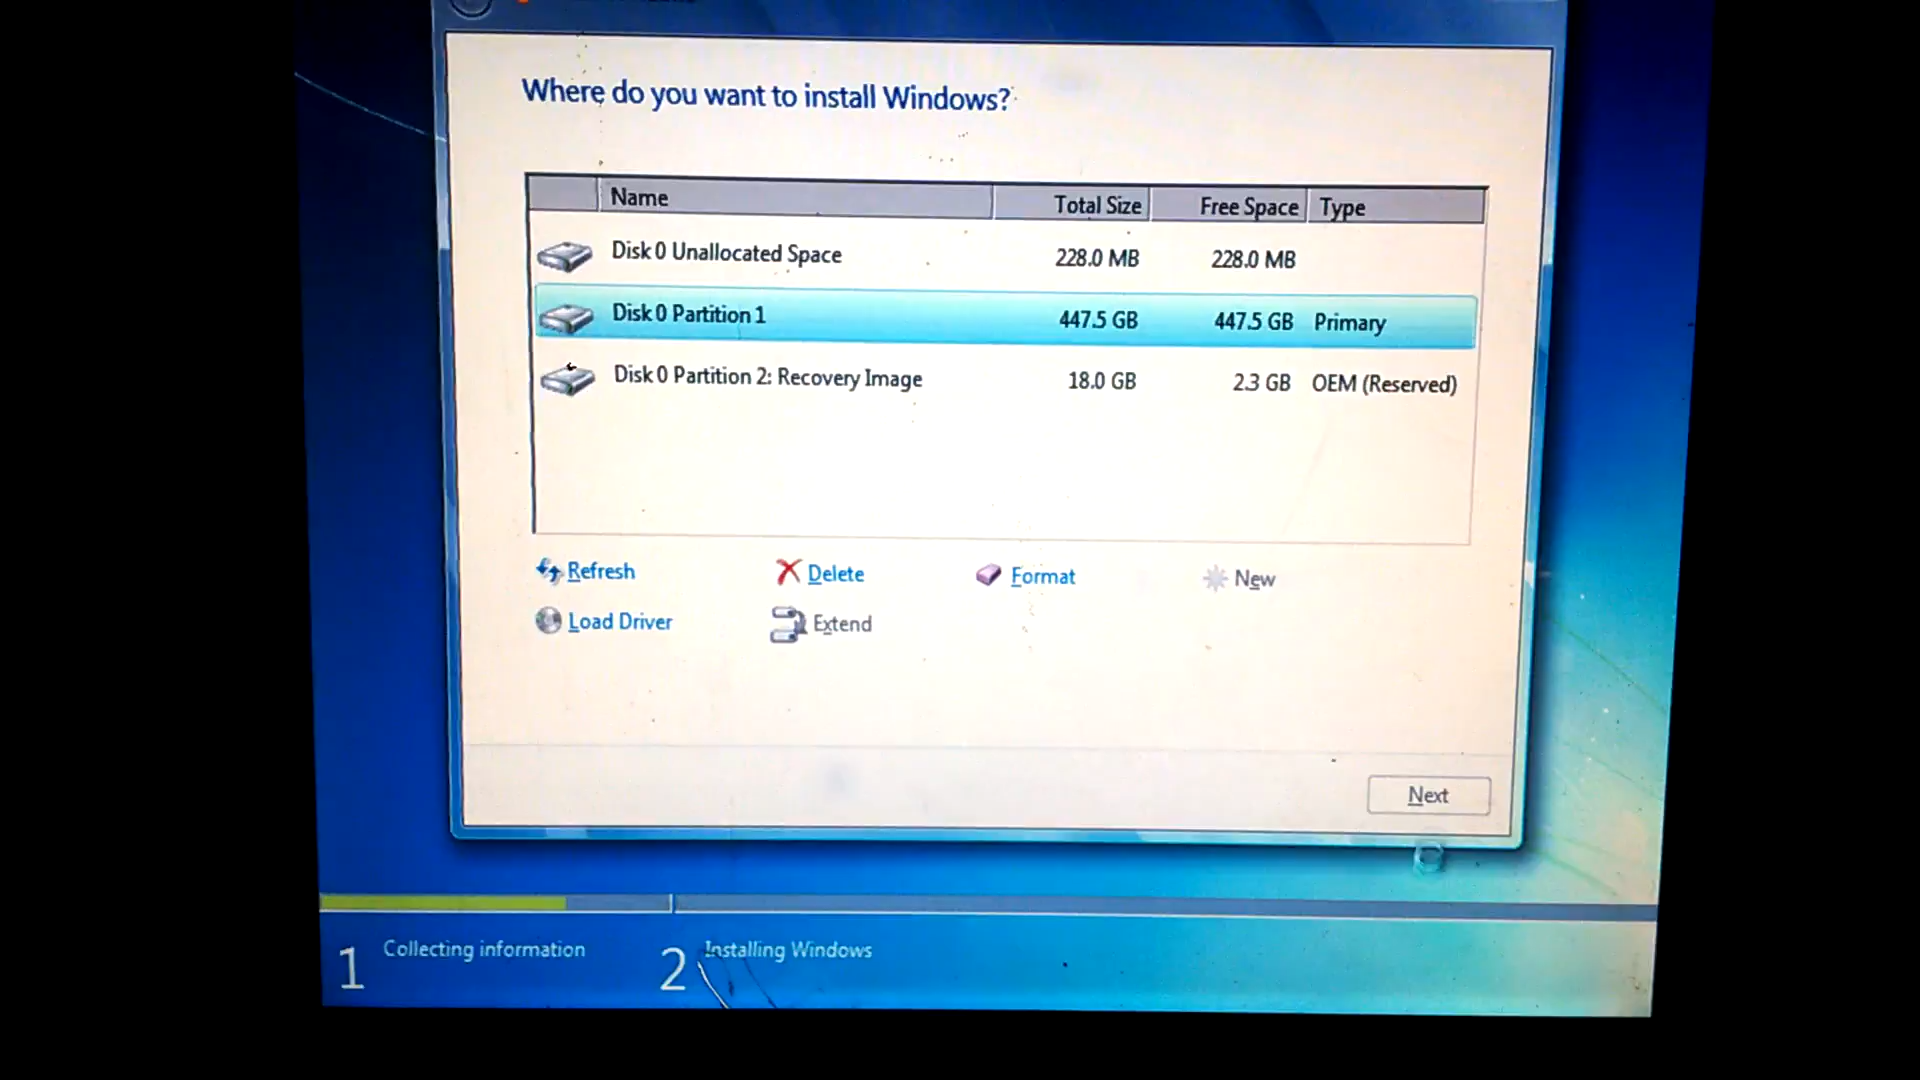 Where do you want to install Windows?
Name Total Size Free Space Type
Disk 0 Unallocated Space 228.0 MB 228.0 MB
Disk 0 Partition 1 447.5 GB 447.5 GB Primary
Disk 0 Partition 2: Recovery Image 18.0 GB 2.3 GB OEM (Reserved)
Refresh Delete Format New
Load Driver Extend
Next
1 Collecting information 2 Installing Windows